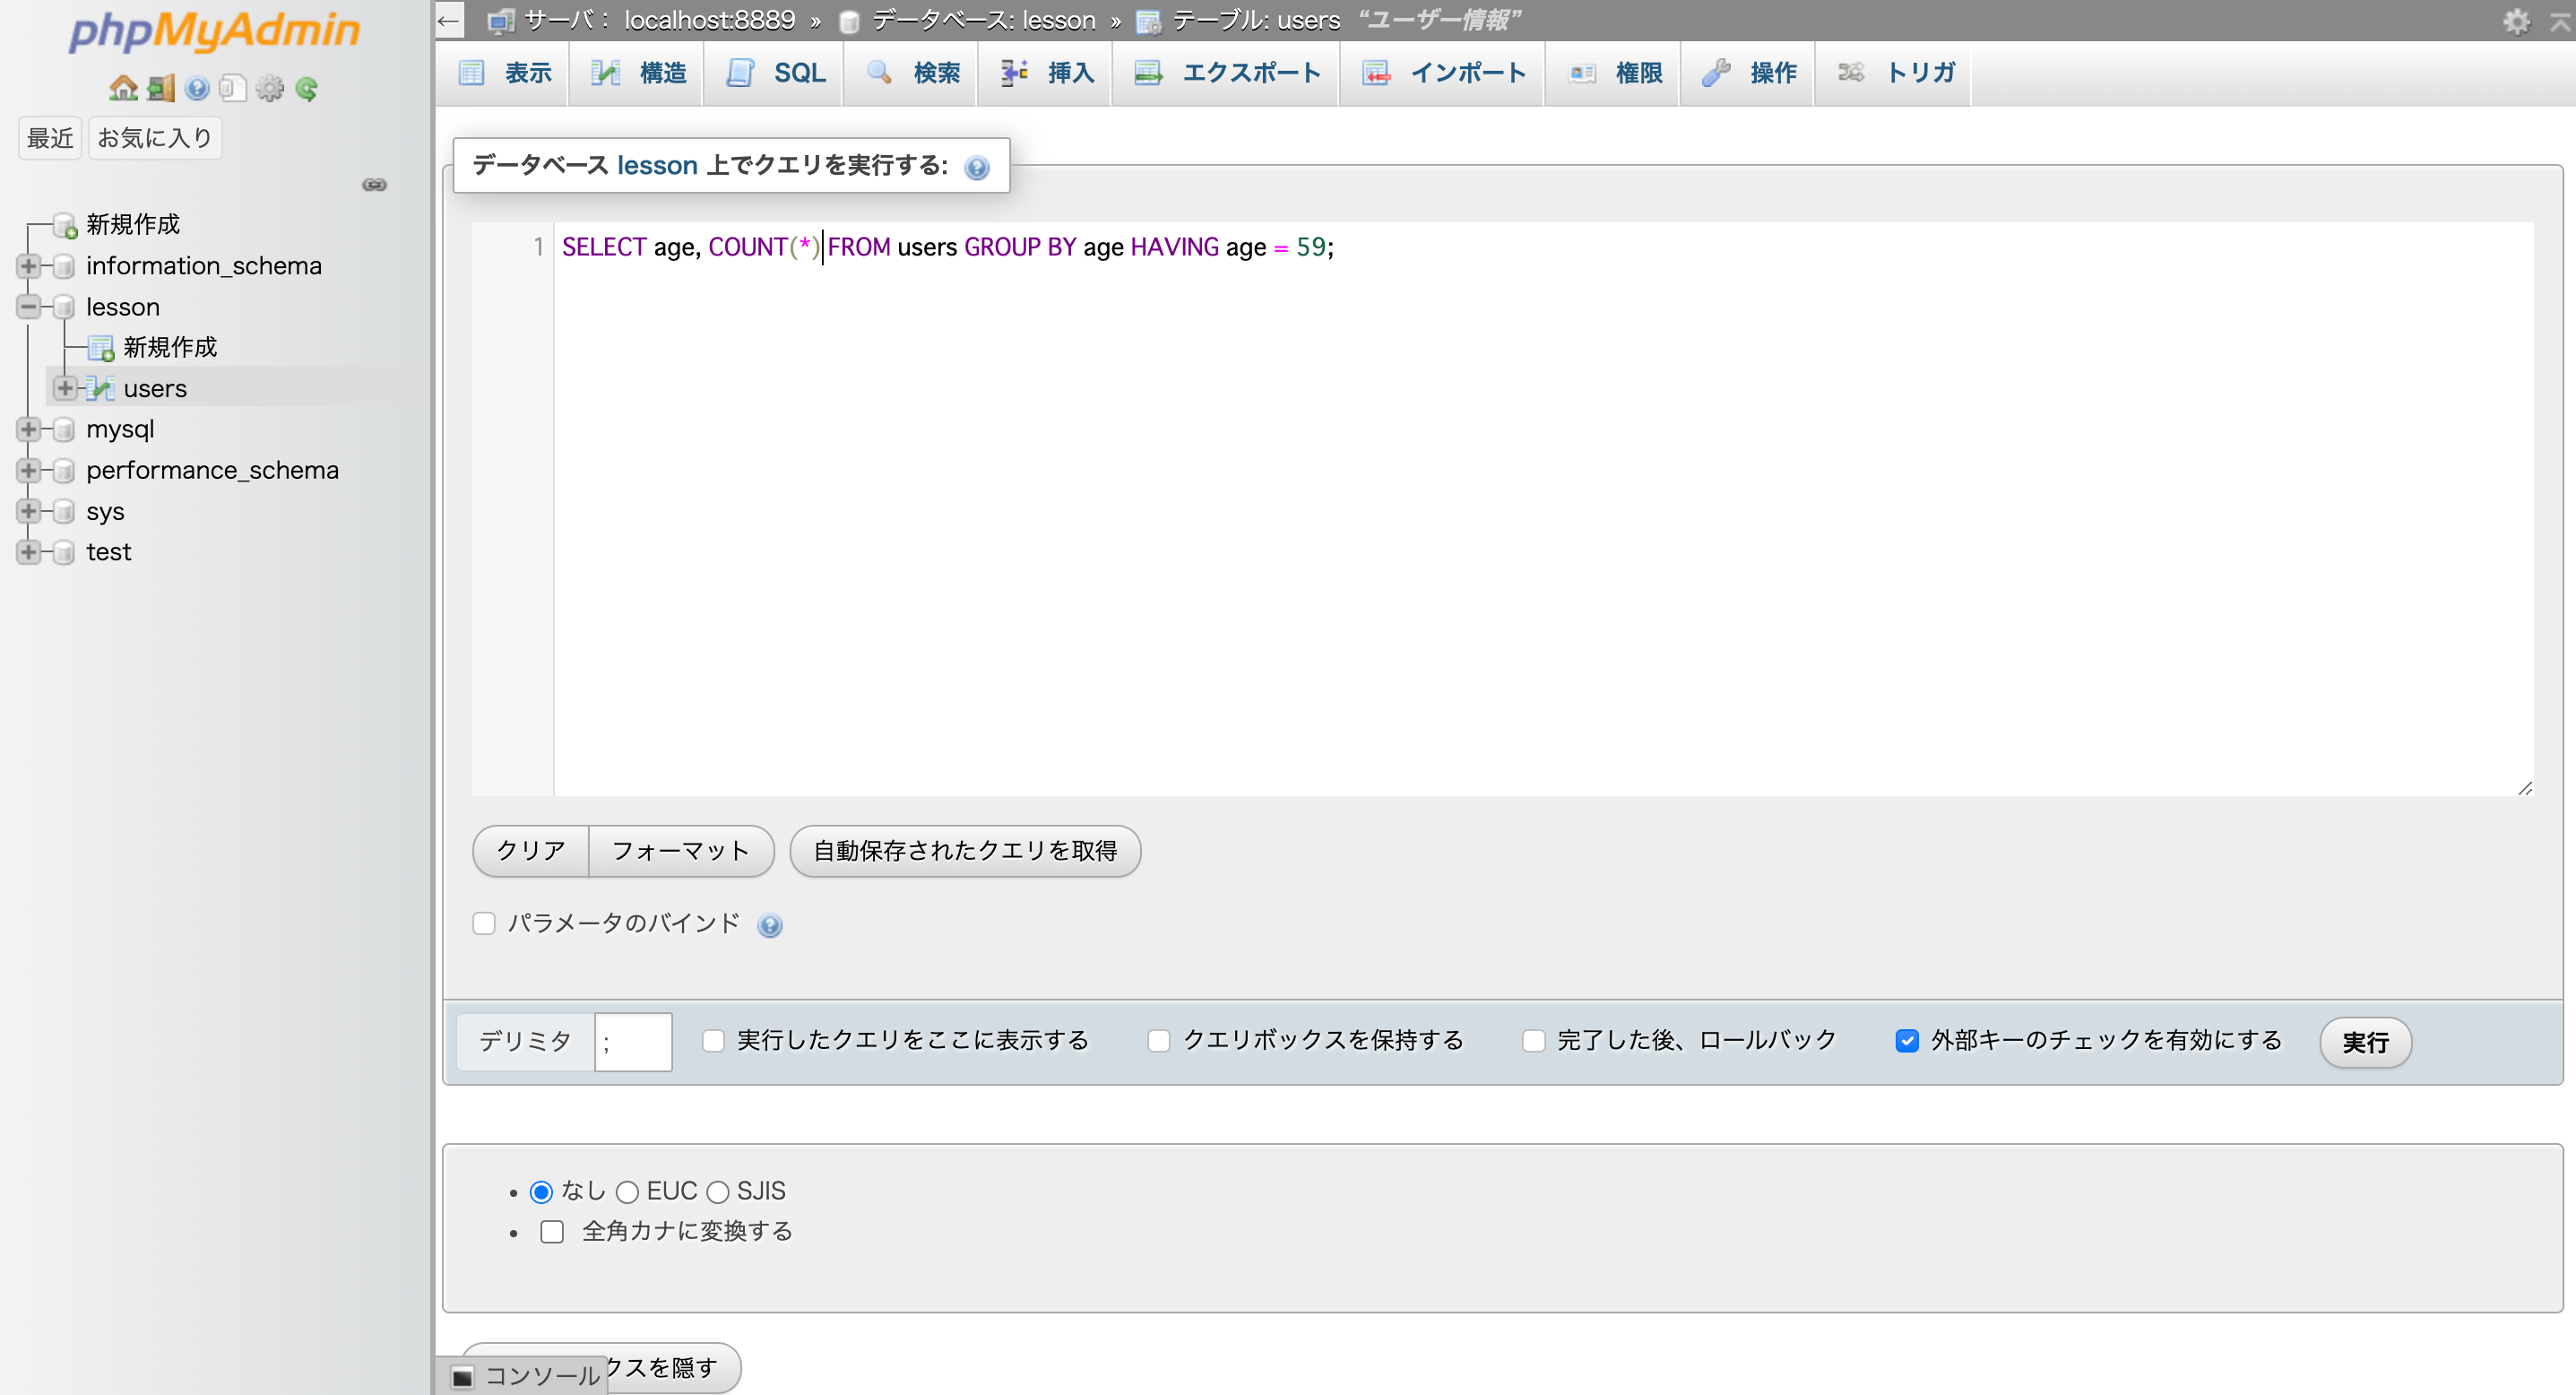 phpMyAdmin
最近 お気に入り
新規作成
information_schema
lesson
新規作成
users
mysql
performance_schema
sys
test
← サーバ： localhost:8889 » データベース: lesson » テーブル: users “ユーザー情報”
表示 構造 SQL 検索 挿入 エクスポート インポート 権限 操作 トリガ
データベース lesson 上でクエリを実行する:
1 SELECT age, COUNT(*) FROM users GROUP BY age HAVING age = 59;
クリア フォーマット 自動保存されたクエリを取得
パラメータのバインド
デリミタ ; 実行したクエリをここに表示する クエリボックスを保持する 完了した後、ロールバック 外部キーのチェックを有効にする 実行
なし EUC SJIS
全角カナに変換する
クスを隠す
コンソール